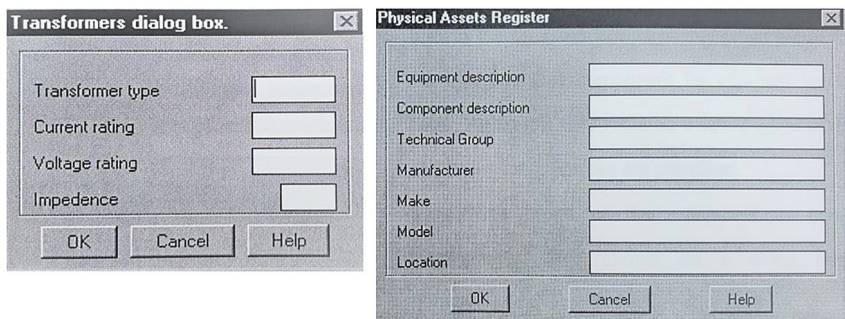 Transformers dialog box.
Transformer type
Current rating
Voltage rating
Impedence
OK Cancel Help
Physical Assets Register
Equipment description
Component description
Technical Group
Manufacturer
Make
Model
Location
OK Cancel Help